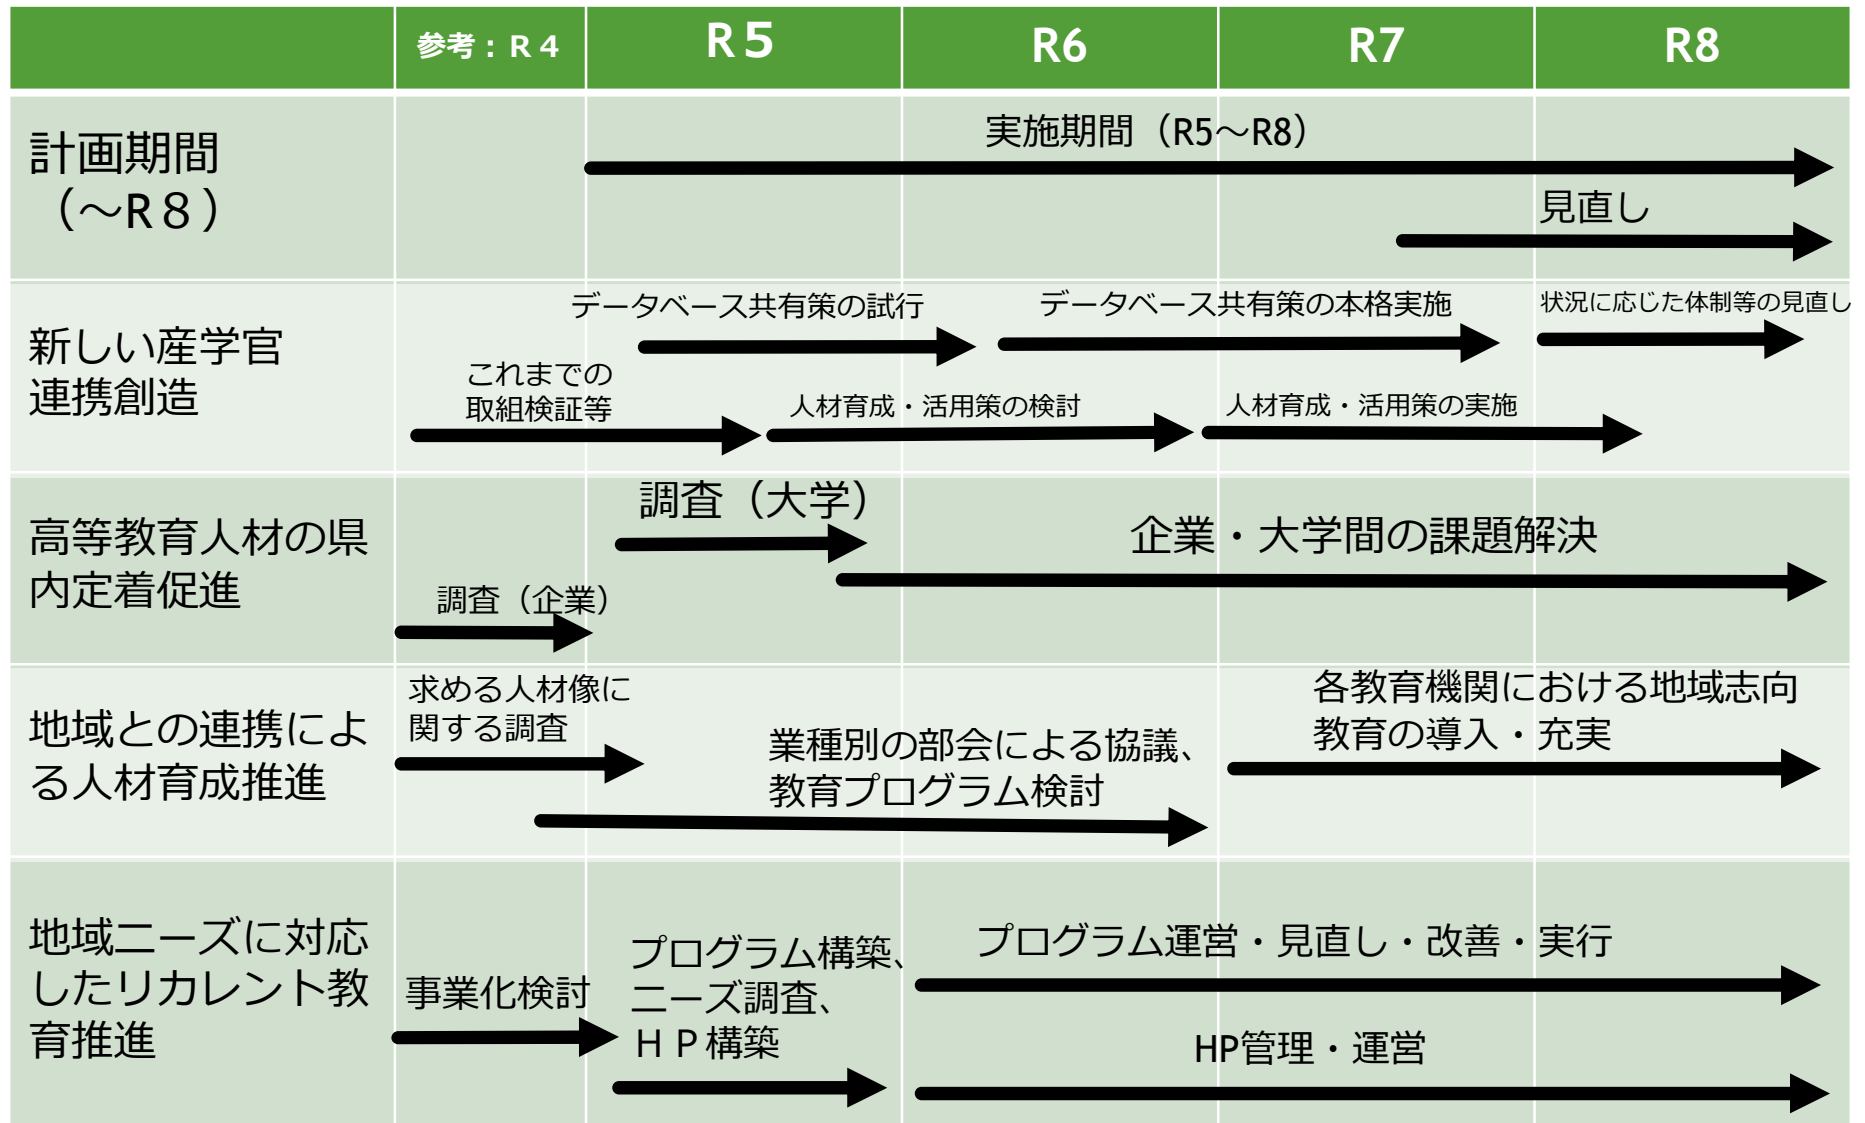 参考：R４
R５
R6
R7
R8
計画期間
（～R８）
実施期間（R5～R8）
見直し
新しい産学官
連携創造
データベース共有策の試行
データベース共有策の本格実施
状況に応じた体制等の見直し
これまでの
取組検証等
人材育成・活用策の検討
人材育成・活用策の実施
高等教育人材の県
内定着促進
調査（大学）
企業・大学間の課題解決
調査（企業）
地域との連携によ
る人材育成推進
求める人材像に
関する調査
業種別の部会による協議、
教育プログラム検討
各教育機関における地域志向
教育の導入・充実
地域ニーズに対応
したリカレント教
育推進
事業化検討
プログラム構築、
ニーズ調査、
ＨＰ構築
プログラム運営・見直し・改善・実行
HP管理・運営